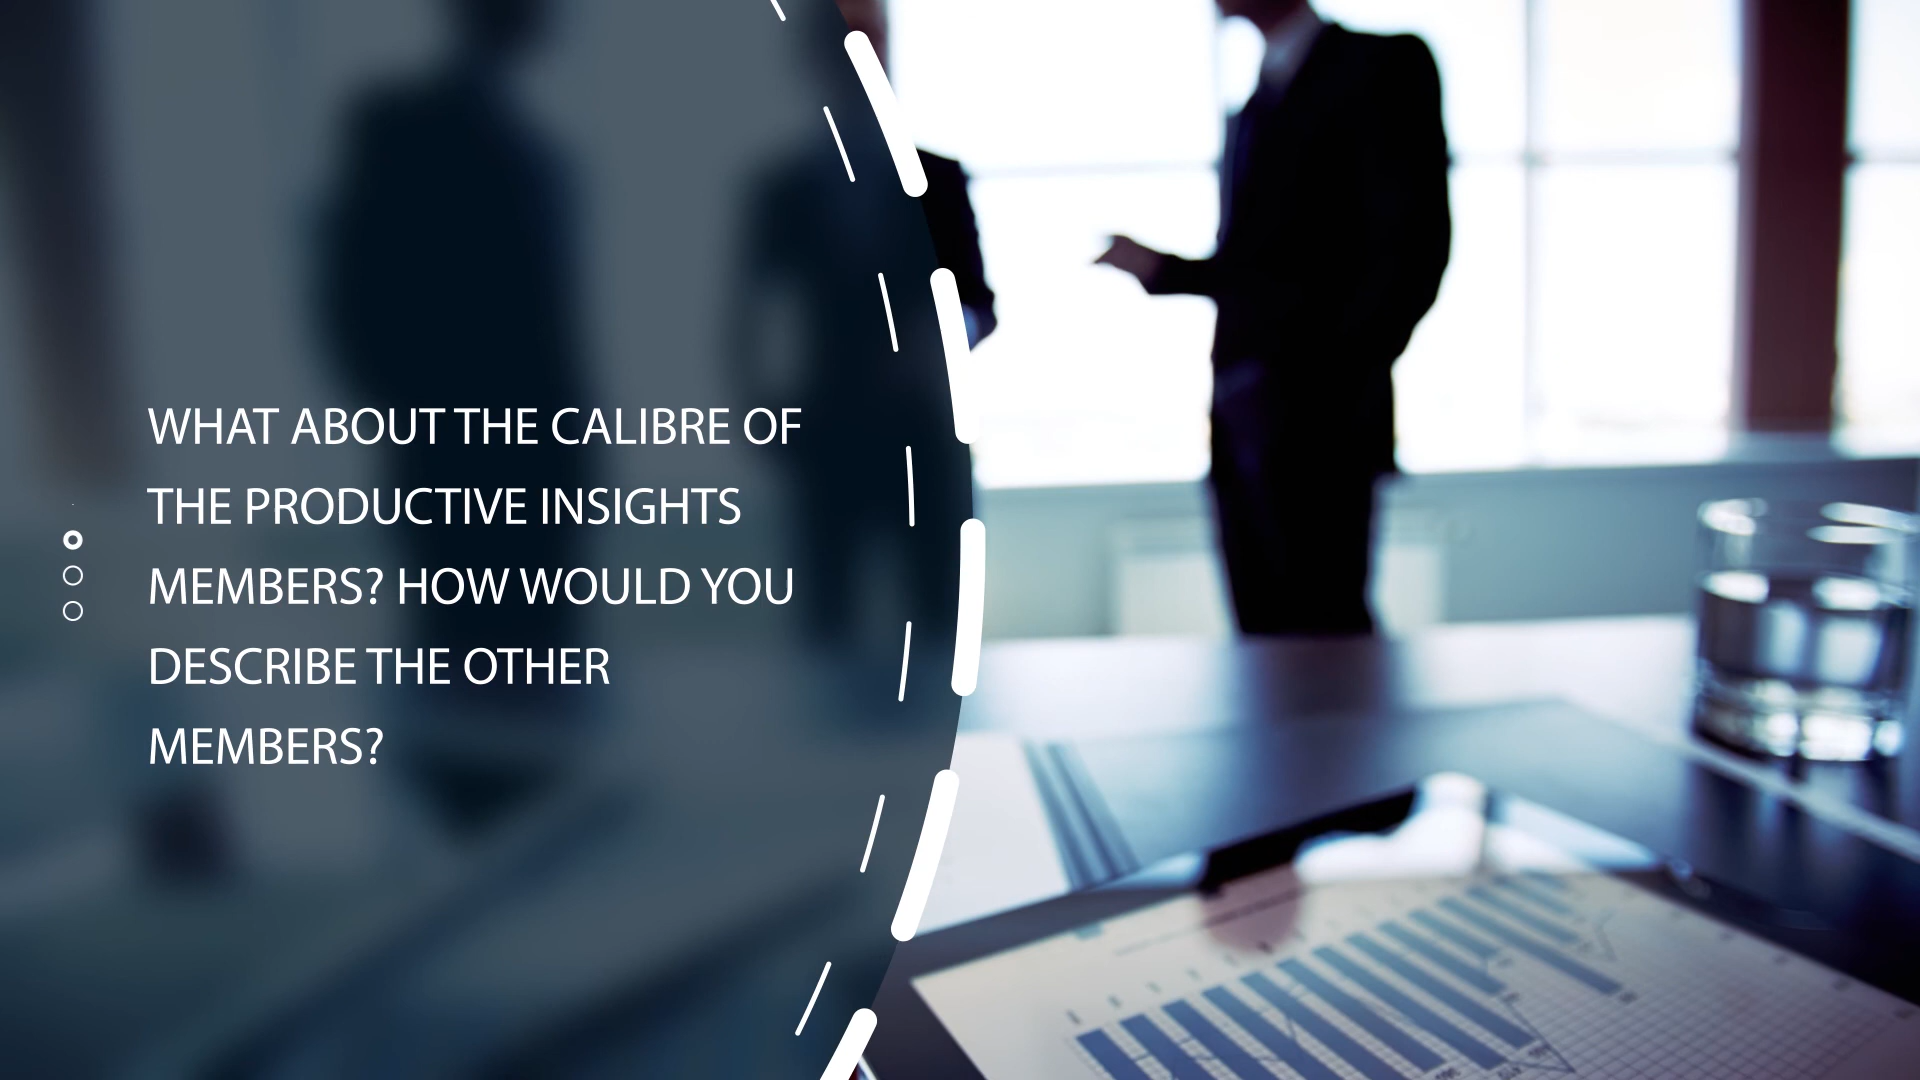 WHAT ABOUT THE CALIBRE OF
THE PRODUCTIVE INSIGHTS
MEMBERS? HOW WOULD YOU
DESCRIBE THE OTHER
MEMBERS?